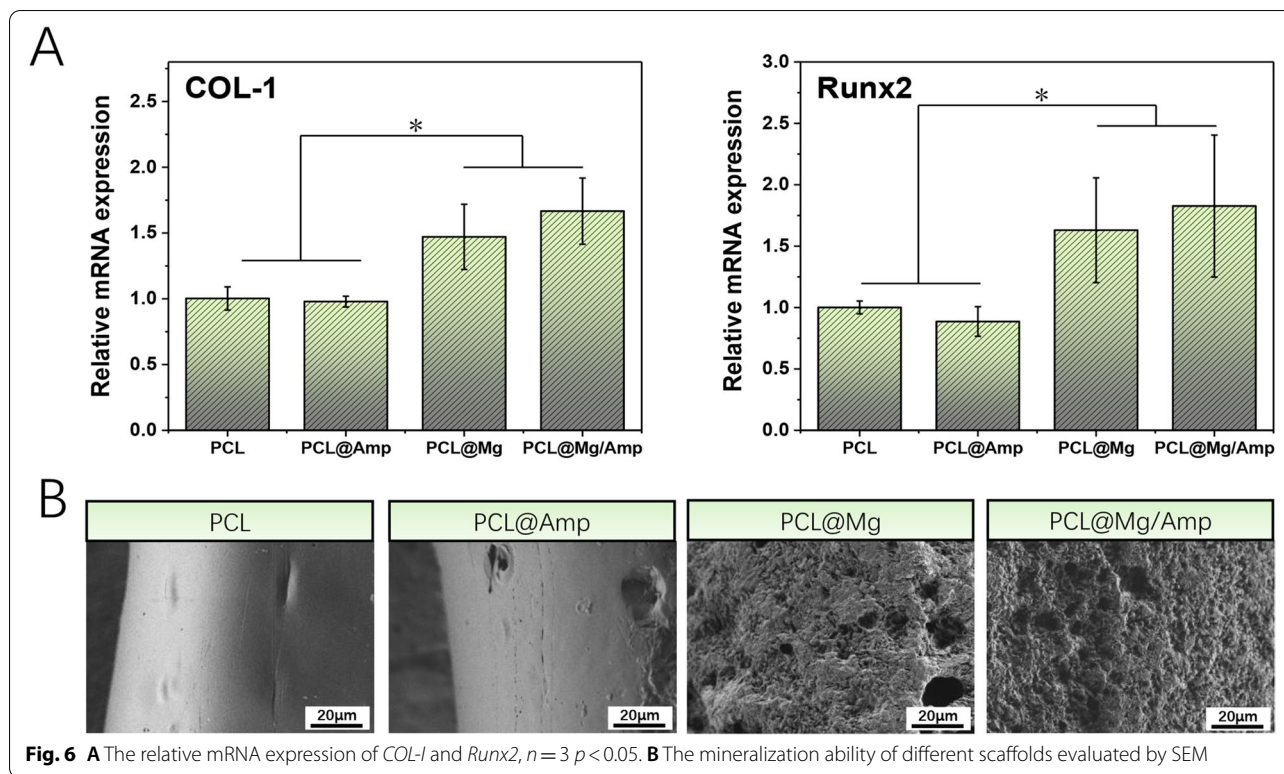 A
COL-1
Relative mRNA expression
2.5
2.0
1.5
1.0
0.5
0.0
*
PCL
PCL@Amp
PCL@Mg
PCL@Mg/Amp
Runx2
Relative mRNA expression
3.0
2.5
2.0
1.5
1.0
0.5
0.0
*
PCL
PCL@Amp
PCL@Mg
PCL@Mg/Amp
B
PCL
PCL@Amp
PCL@Mg
PCL@Mg/Amp
20μm
20μm
20μm
20μm
Fig. 6 A The relative mRNA expression of COL-I and Runx2, n = 3 p < 0.05. B The mineralization ability of different scaffolds evaluated by SEM